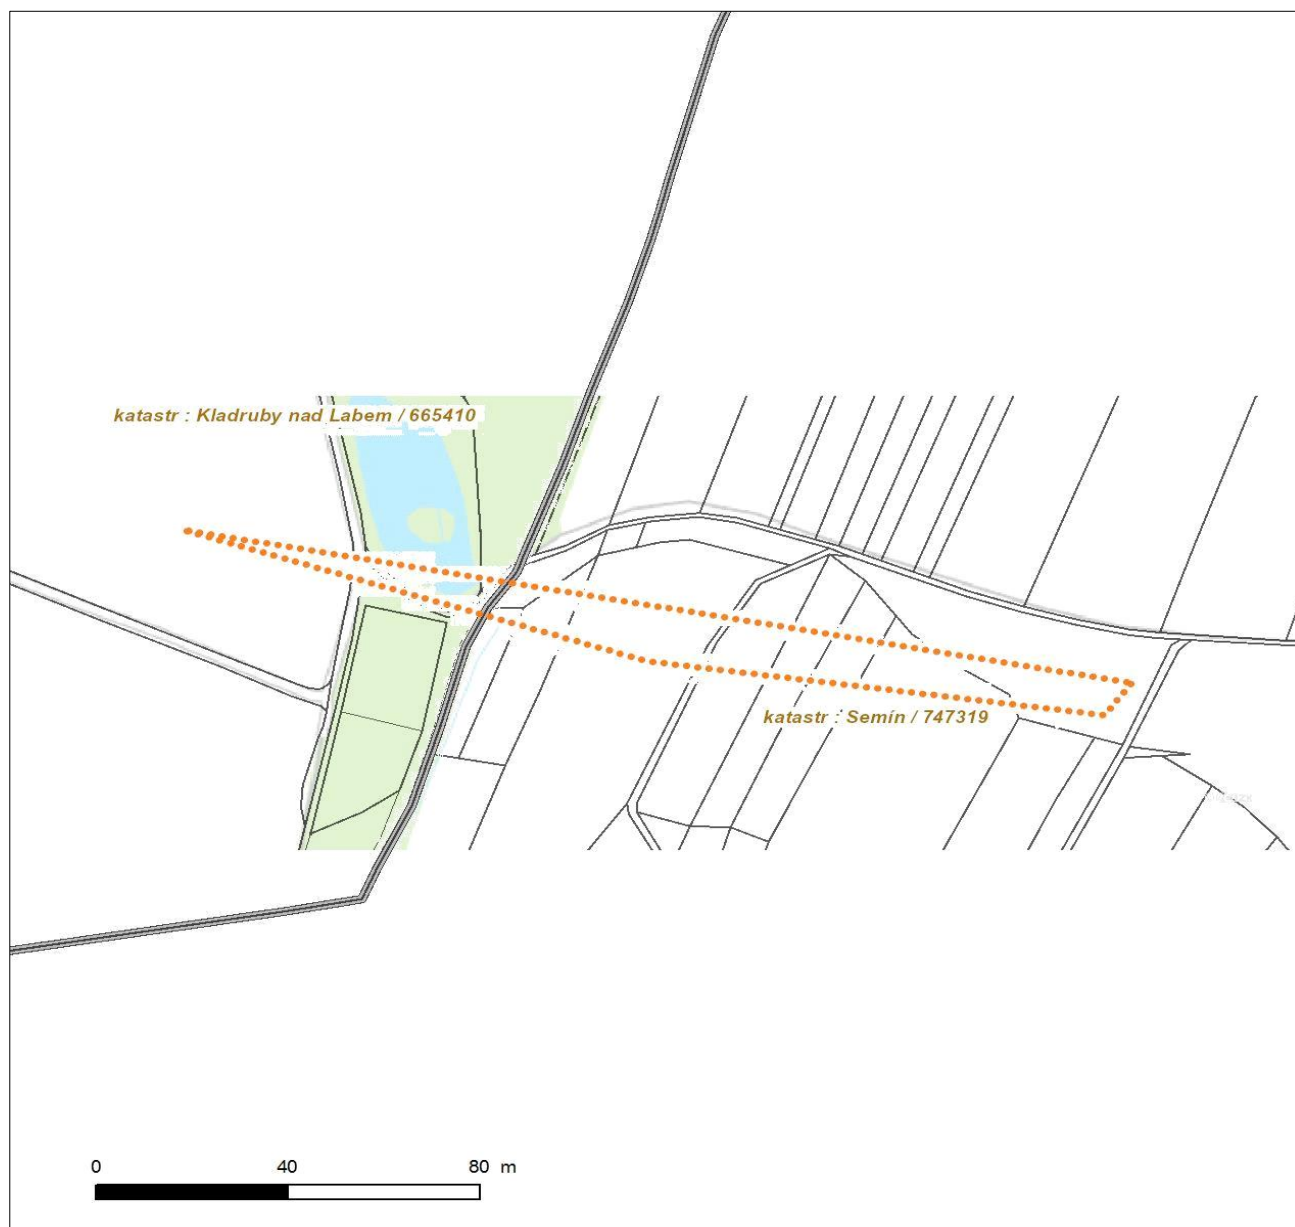 katastr : Kladruby nad Labem / 665410
katastr : Semín / 747319
0 40 80 m